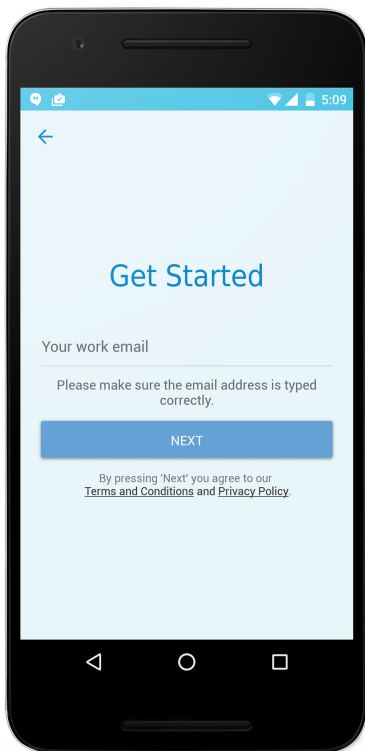 5:09
Get Started
Your work email
Please make sure the email address is typed
correctly.
NEXT
By pressing 'Next' you agree to our
Terms and Conditions and Privacy Policy.